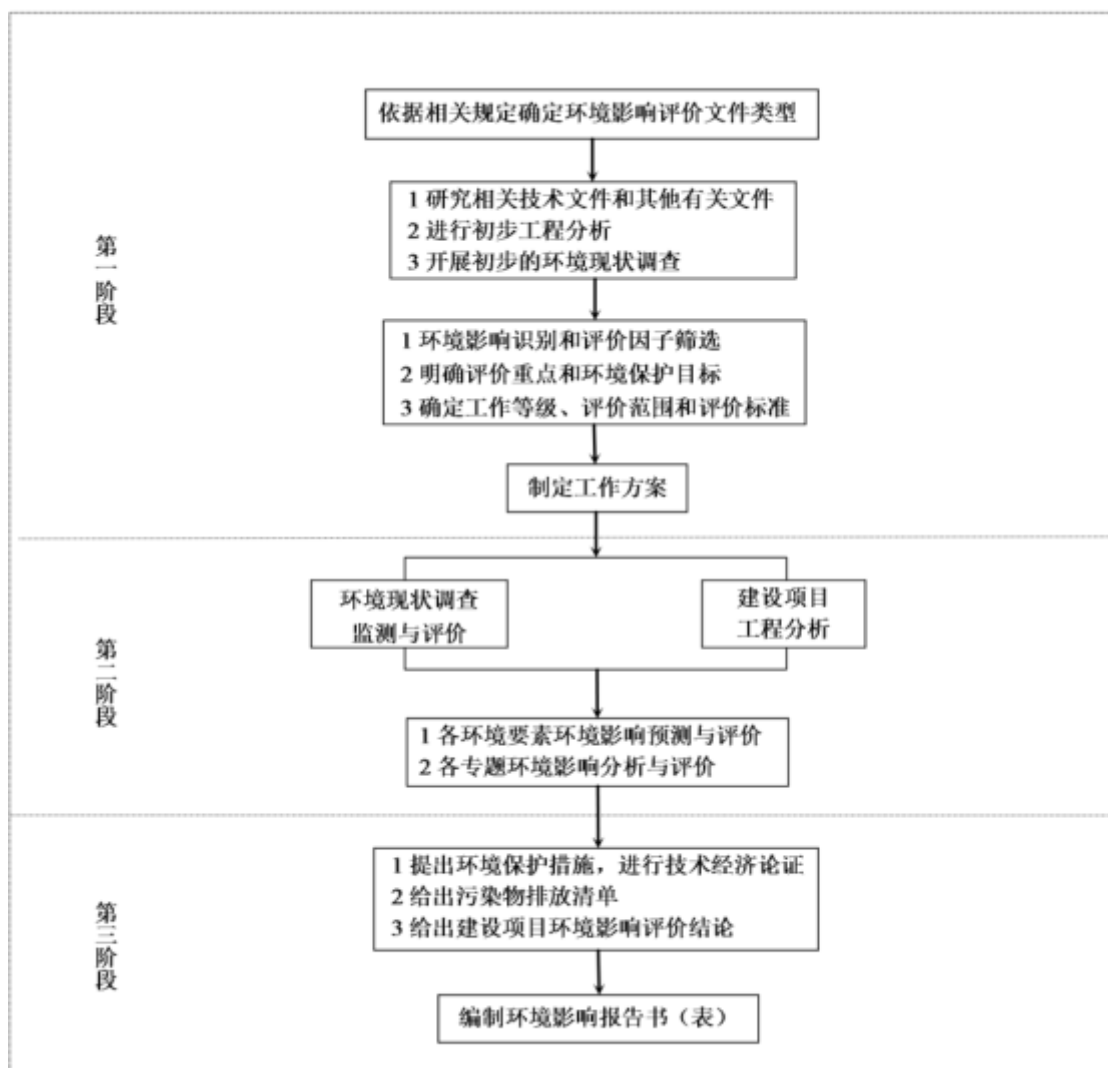 依据相关规定确定环境影响评价文件类型
1 研究相关技术文件和其他有关文件
2 进行初步工程分析
3 开展初步的环境现状调查
第一阶段
1 环境影响识别和评价因子筛选
2 明确评价重点和环境保护目标
3 确定工作等级、评价范围和评价标准
制定工作方案
环境现状调查
监测与评价
建设项目
工程分析
第二阶段
1 各环境要素环境影响预测与评价
2 各专题环境影响分析与评价
1 提出环境保护措施，进行技术经济论证
2 给出污染物排放清单
3 给出建设项目环境影响评价结论
第三阶段
编制环境影响报告书（表）